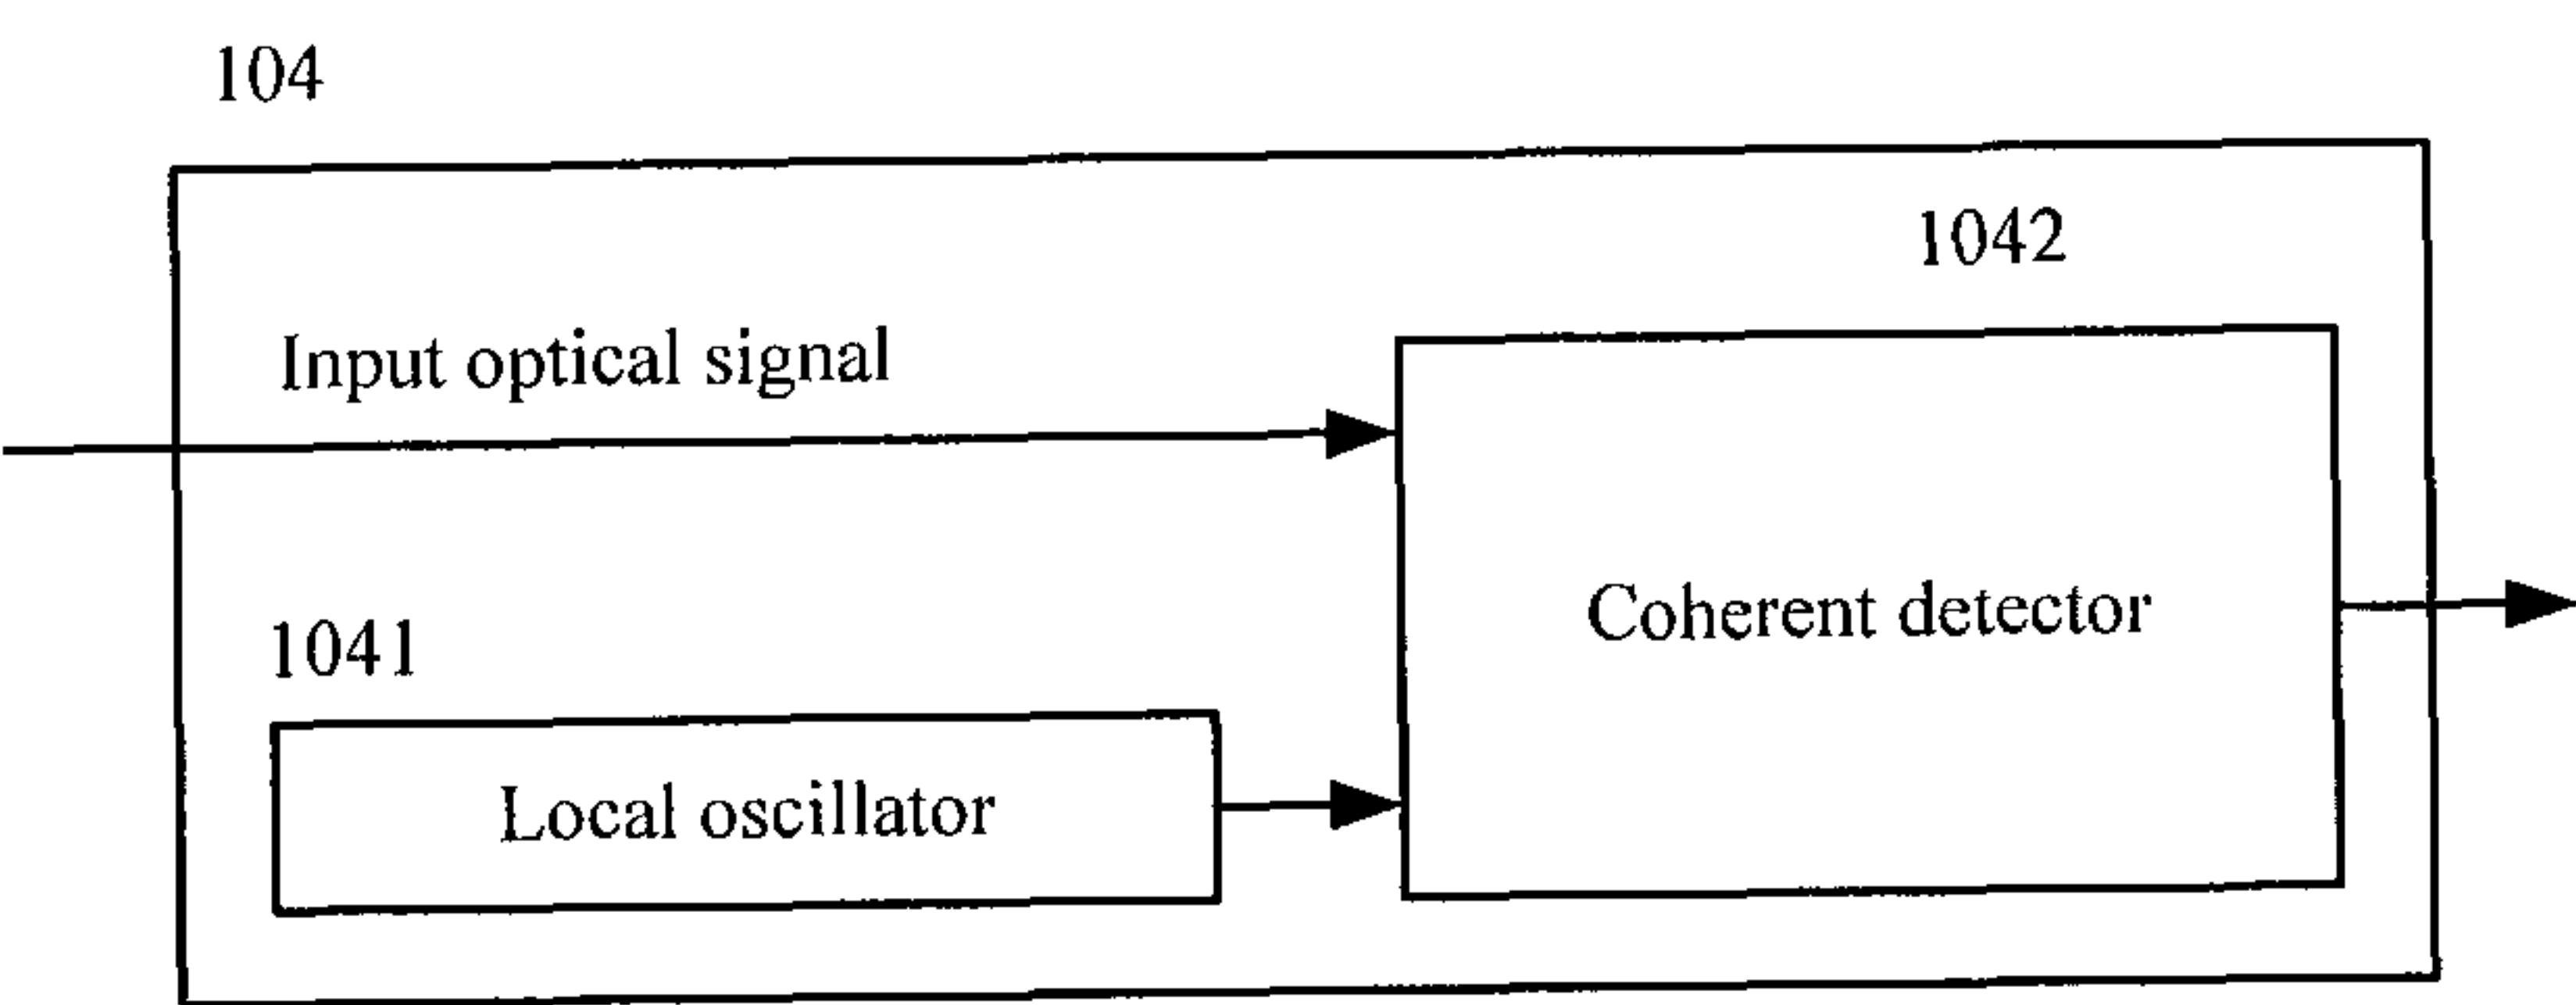 104
1042
Input optical signal
Coherent detector
1041
Local oscillator